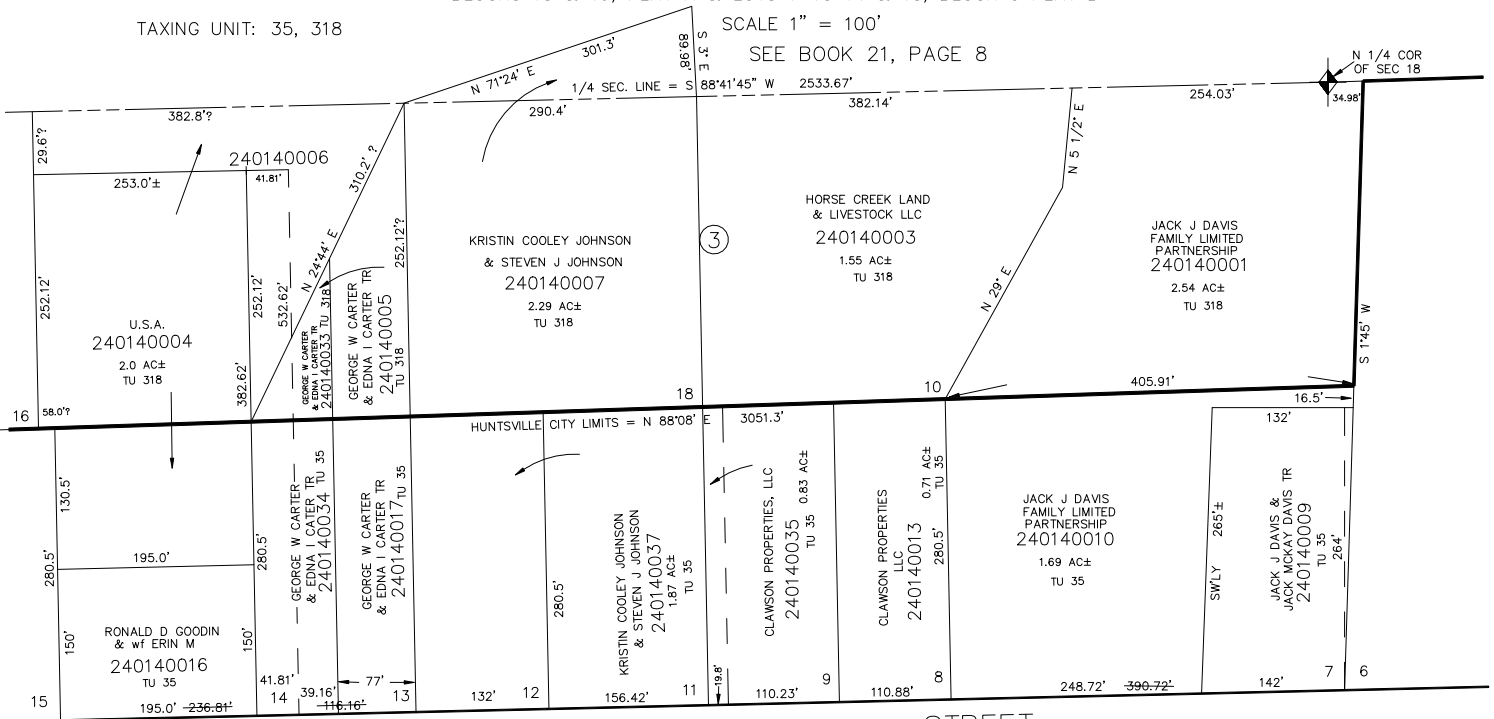 TAXING UNIT: 35, 318
SCALE 1" = 100'
SEE BOOK 21, PAGE 8
N 1/4 COR
OF SEC 18
N 71°24' E
301.3'
89.98'
S 3° E
1/4 SEC. LINE = S 88°41'45" W 2533.67'
382.8'?
290.4'
382.14'
254.03'
34.98'
29.6'?
240140006
253.0'±
41.81'
310.2' ?
N 24°44' E
252.12'?
N 5 1/2° E
N 29° E
S 1°45' W
252.12'
252.12'
532.62'
382.62'
U.S.A.
240140004
2.0 AC±
TU 318
GEORGE W CARTER
& EDNA I CARTER TR
240140033 TU 318
GEORGE W CARTER
& EDNA I CARTER TR
240140005
TU 318
KRISTIN COOLEY JOHNSON
& STEVEN J JOHNSON
240140007
2.29 AC±
TU 318
3
HORSE CREEK LAND
& LIVESTOCK LLC
240140003
1.55 AC±
TU 318
JACK J DAVIS
FAMILY LIMITED
PARTNERSHIP
240140001
2.54 AC±
TU 318
16
58.0'?
18
10
405.91'
16.5'
HUNTSVILLE CITY LIMITS = N 88°08' E 3051.3'
132'
130.5'
280.5'
195.0'
150'
150'
280.5'
RONALD D GOODIN
& wf ERIN M
240140016
TU 35
GEORGE W CARTER
& EDNA I CATER TR
240140034 TU 35
GEORGE W CARTER
& EDNA I CARTER TR
240140017 TU 35
280.5'
KRISTIN COOLEY JOHNSON
& STEVEN J JOHNSON
240140037
1.87 AC±
TU 35
CLAWSON PROPERTIES, LLC
240140035 0.83 AC±
TU 35
CLAWSON PROPERTIES
LLC
240140013
0.71 AC±
TU 35
280.5'
JACK J DAVIS
FAMILY LIMITED
PARTNERSHIP
240140010
1.69 AC±
TU 35
SW'LY 265'±
JACK J DAVIS &
JACK MCKAY DAVIS TR
240140009
TU 35
264'
15
195.0' 236.81'
41.81'
14
39.16'
116.16'
77'
13
132'
12
156.42'
11
19.8'
110.23'
9
110.88'
8
248.72' 390.72'
142'
7
6